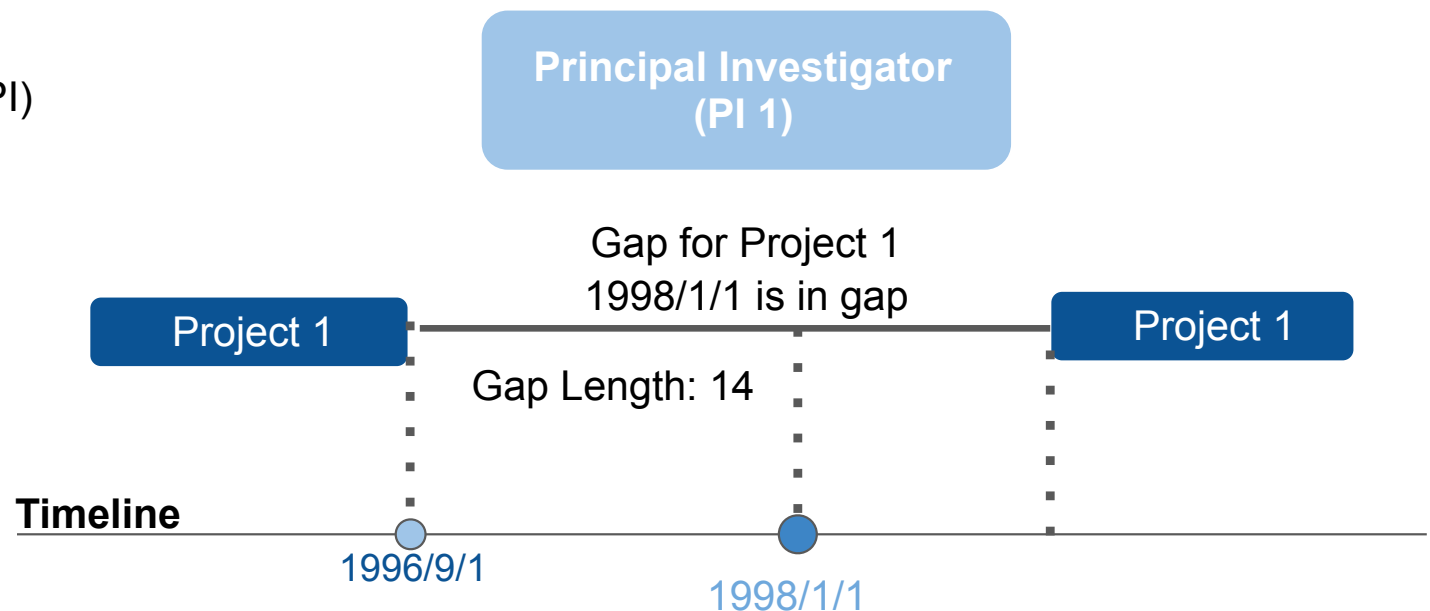 PI)
Principal Investigator
(PI 1)
Gap for Project 1
1998/1/1 is in gap
Project 1
Project 1
Gap Length: 14
Timeline
1996/9/1
1998/1/1